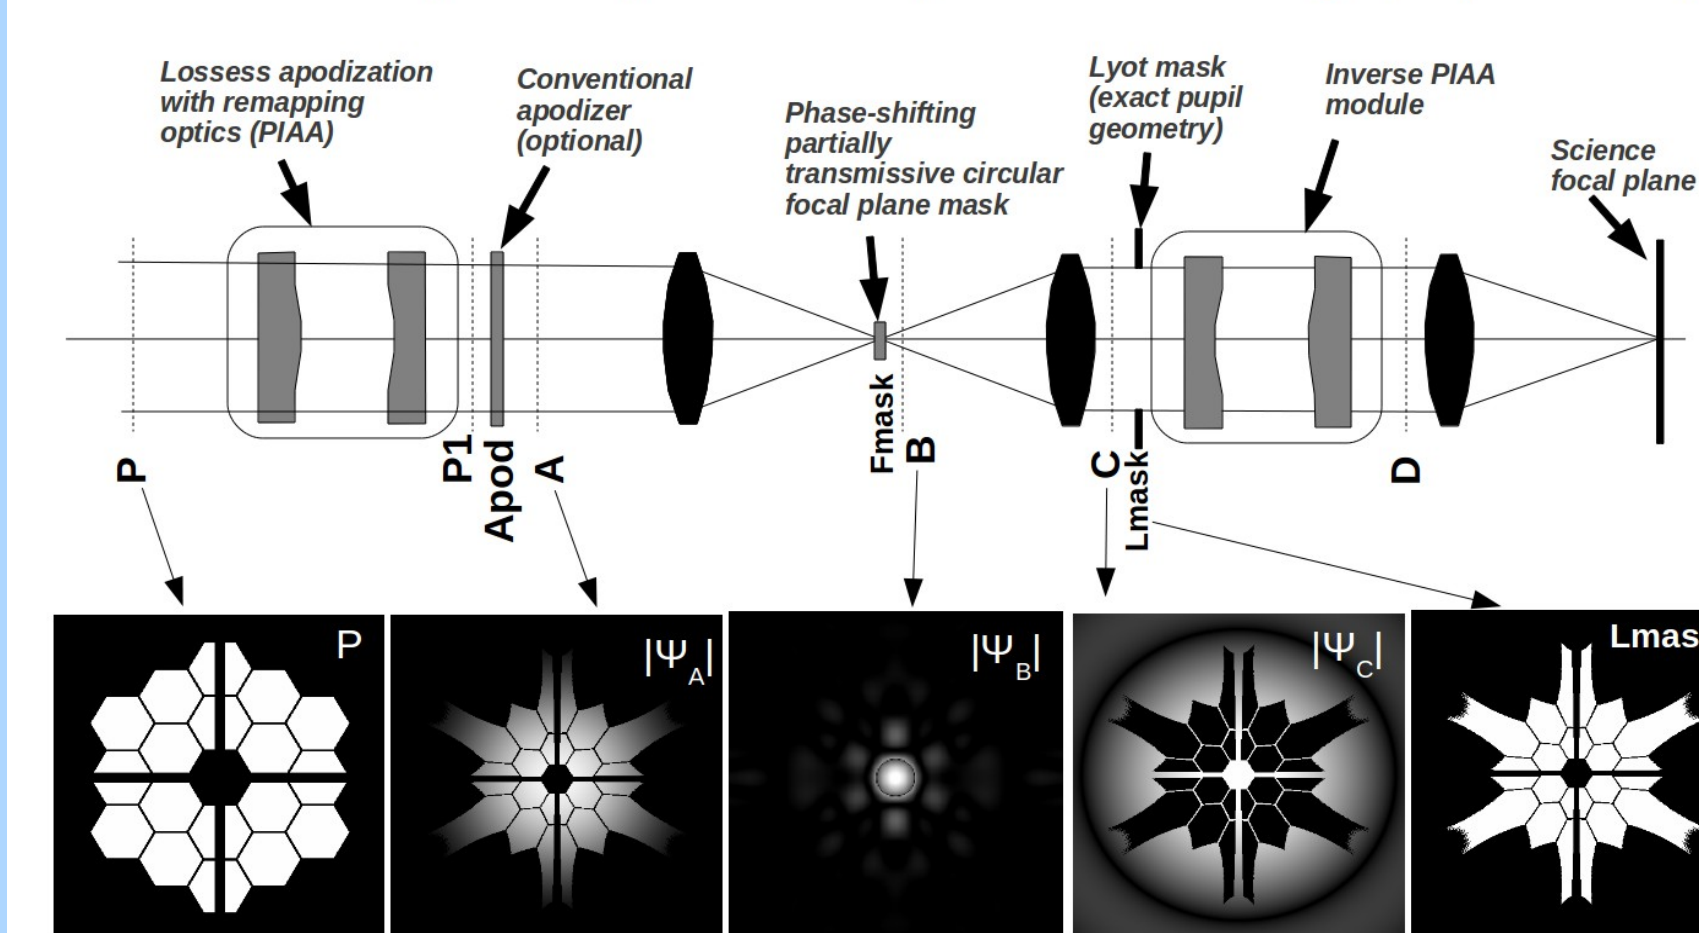 Lossess apodization
with remapping
optics (PIAA)
Conventional
apodizer
(optional)
Phase-shifting
partially
transmissive circular
focal plane mask
Lyot mask
(exact pupil
geometry)
Inverse PIAA
module
Science
focal plane
P
P1
Apod
A
Fmask
B
C
Lmask
D
P
|Ψ_A|
|Ψ_B|
|Ψ_C|
Lmas